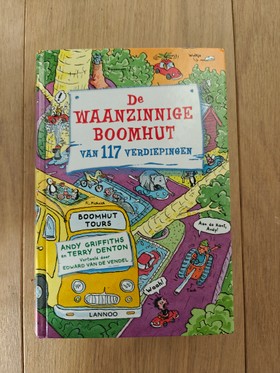 De
WAANZINNIGE
BOOMHUT
VAN 117 VERDIEPINGEN
BOOMHUT
TOURS
ANDY GRIFFITHS
en TERRY DENTON
Vertaald door
EDWARD VAN DE VENDEL
LANNOO
Aan de kant,
Andy!
Waah!